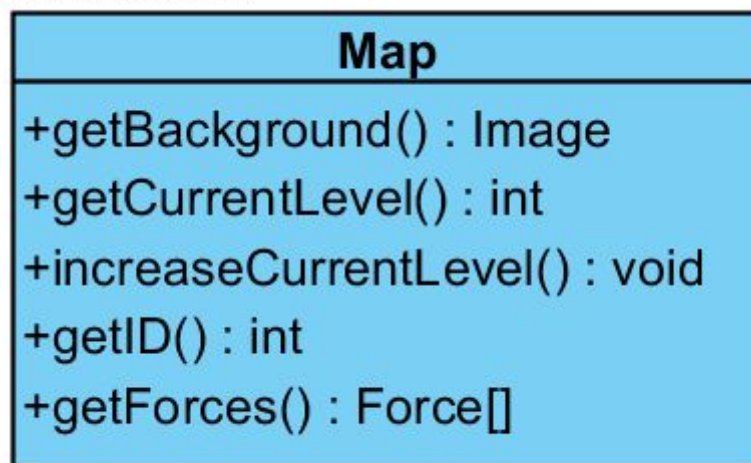 Map
+getBackground() : Image
+getCurrentLevel() : int
+increaseCurrentLevel() : void
+getID() : int
+getForces() : Force[]